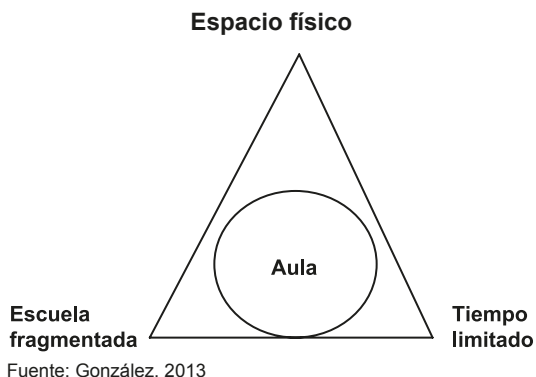 Espacio físico
Aula
Escuela
fragmentada
Tiempo
limitado
Fuente: González, 2013